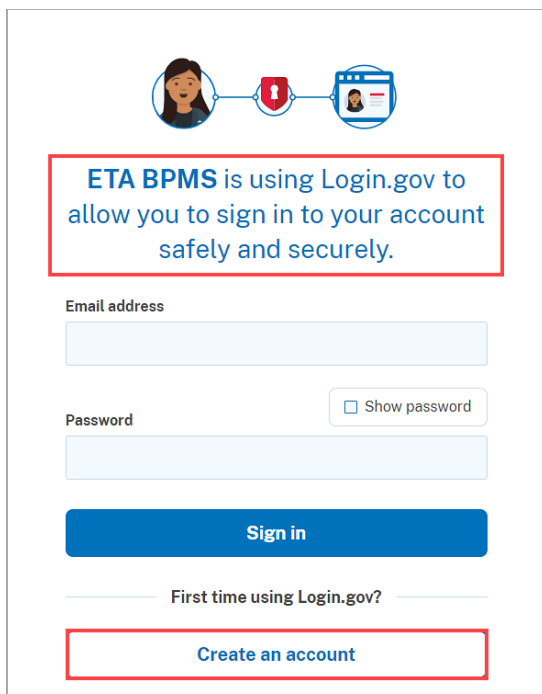 ETA BPMS is using Login.gov to
allow you to sign in to your account
safely and securely.
Email address
Show password
Password
Sign in
First time using Login.gov?
Create an account